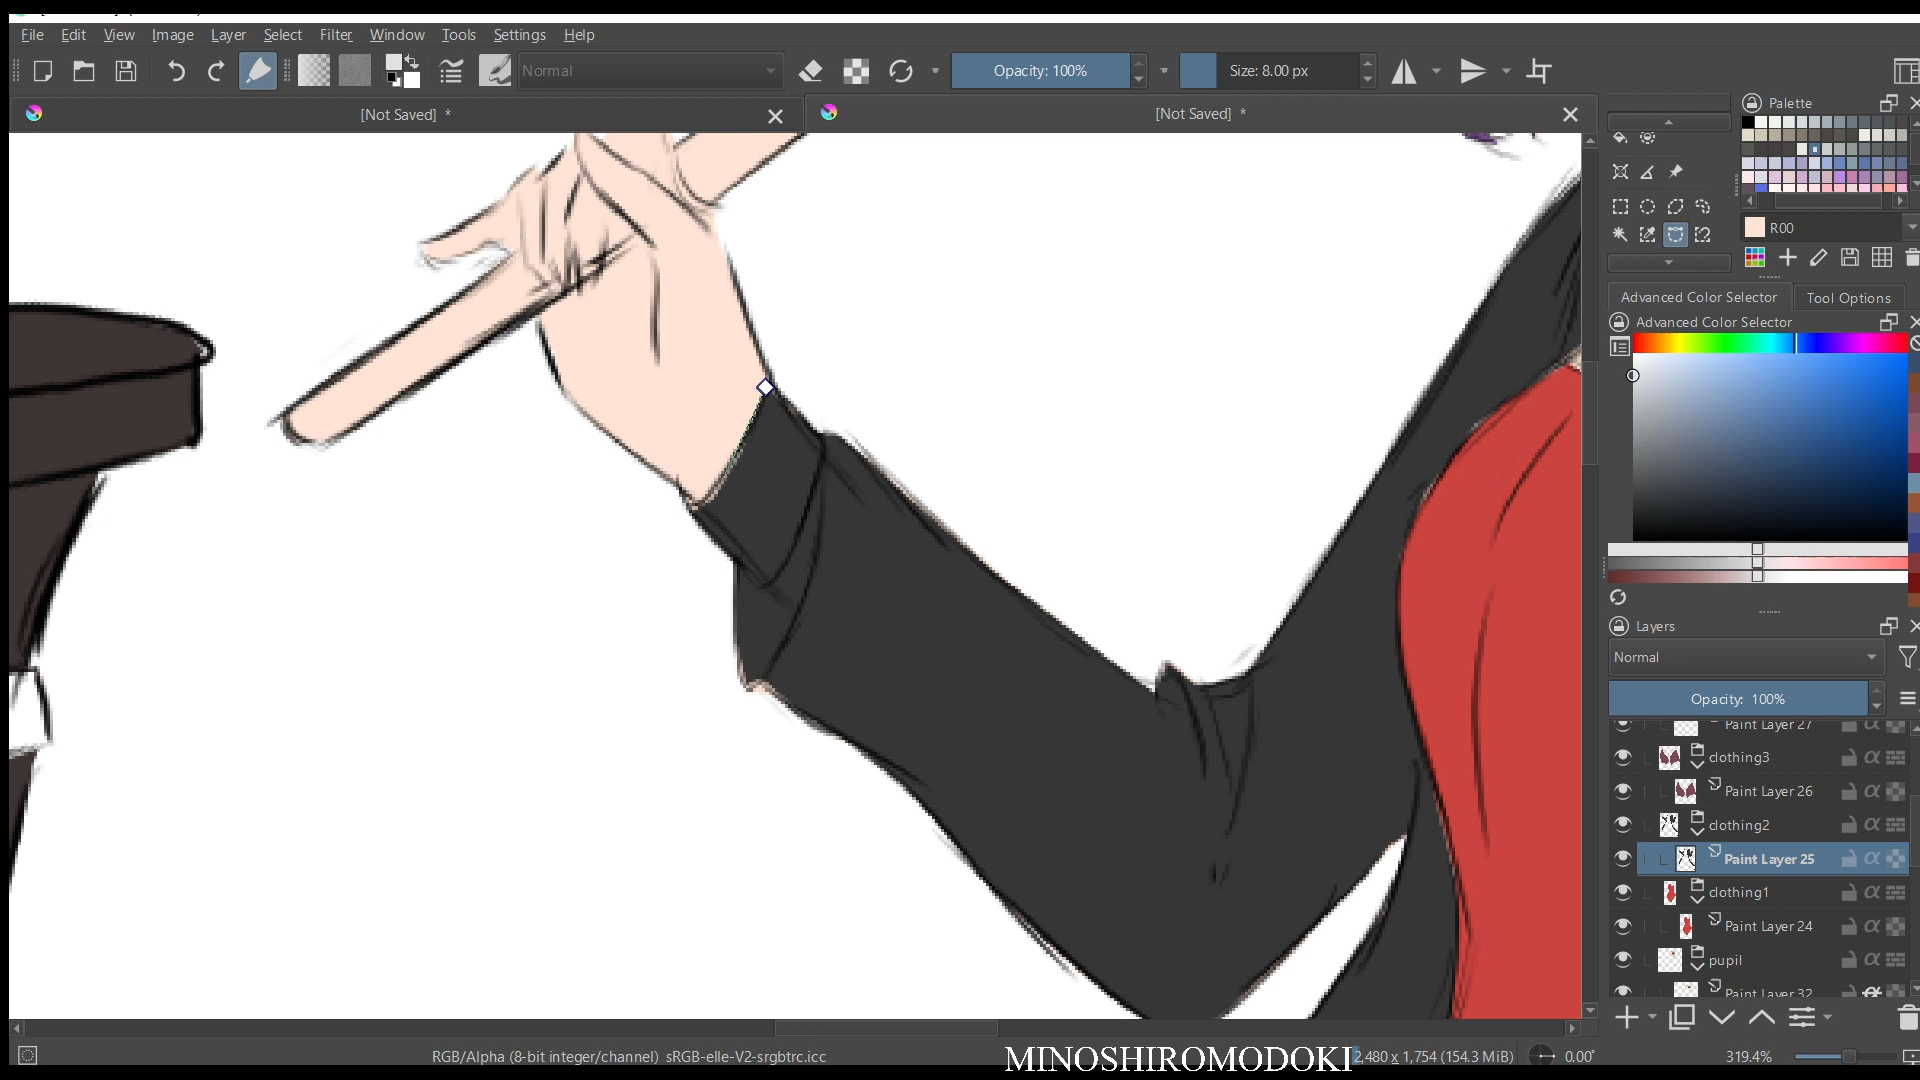 File Edit View Image Layer Select Filter Window Tools Settings Help
Normal Opacity: 100% Size: 8.00 px
[Not Saved] * [Not Saved] *
Palette
R00
Advanced Color Selector Tool Options
Advanced Color Selector
Layers
Normal
Opacity: 100%
Paint Layer 27
clothing3
Paint Layer 26
clothing2
Paint Layer 25
clothing1
Paint Layer 24
pupil
Paint Layer 32
RGB/Alpha (8-bit integer/channel) sRGB-elle-V2-srgbtrc.icc MINOSHIROMODOKI 2,480 x 1,754 (154.3 MiB) 0.00° 319.4%